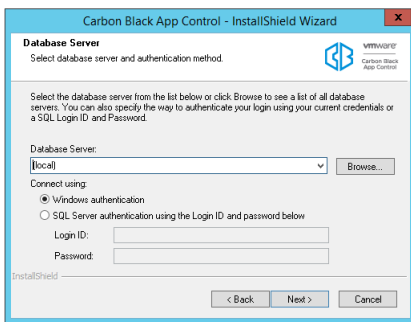 Carbon Black App Control - InstallShield Wizard
x
Database Server
Select database server and authentication method.
vmware
Carbon Black
App Control
Select the database server from the list below or click Browse to see a list of all database
servers. You can also specify the way to authenticate your login using your current credentials or
a SQL Login ID and Password.
Database Server:
(local)
Browse...
Connect using:
Windows authentication
SQL Server authentication using the Login ID and password below
Login ID:
Password:
InstallShield
< Back
Next >
Cancel